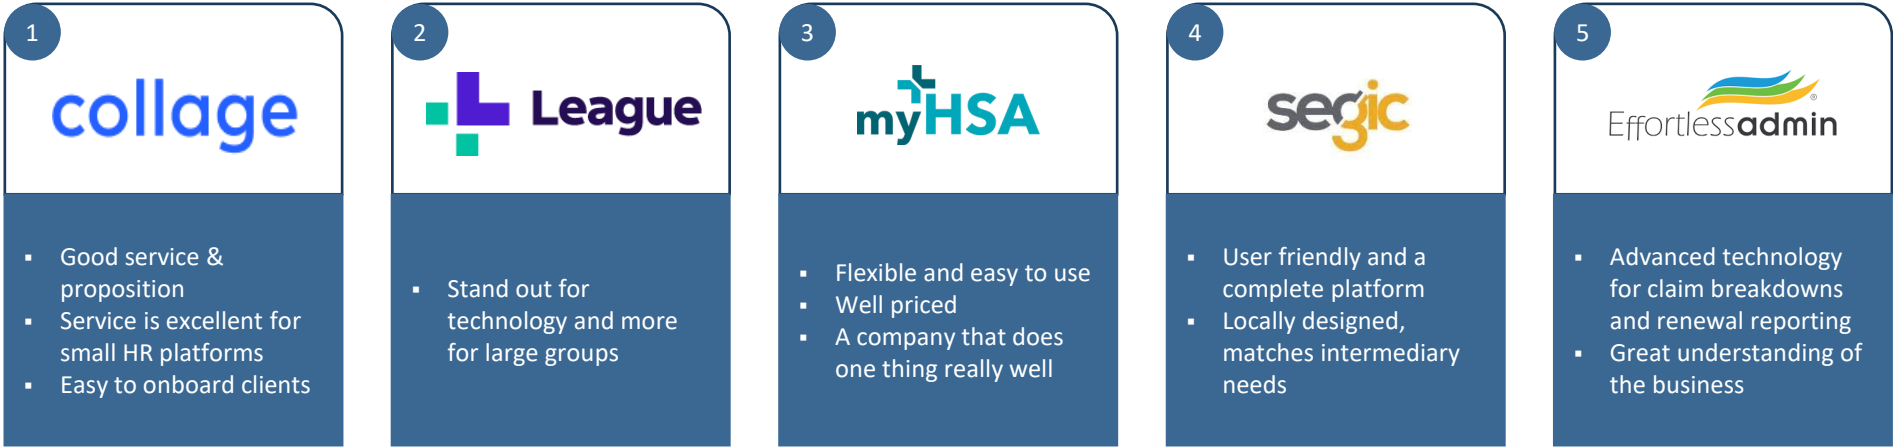 1
collage
▪ Good service &
proposition
▪ Service is excellent for
small HR platforms
▪ Easy to onboard clients
2
League
▪ Stand out for
technology and more
for large groups
3
myHSA
▪ Flexible and easy to use
▪ Well priced
▪ A company that does
one thing really well
4
segic
▪ User friendly and a
complete platform
▪ Locally designed,
matches intermediary
needs
5
Effortlessadmin®
▪ Advanced technology
for claim breakdowns
and renewal reporting
▪ Great understanding of
the business